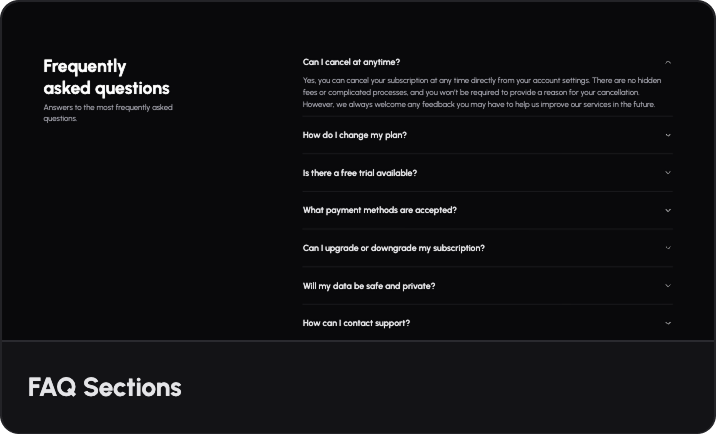 Frequently
asked questions
Answers to the most frequently asked
questions.
Can I cancel at anytime?
Yes, you can cancel your subscription at any time directly from your account settings. There are no hidden
fees or complicated processes, and you won't be required to provide a reason for your cancellation.
However, we always welcome any feedback you may have to help us improve our services in the future.
How do I change my plan?
Is there a free trial available?
What payment methods are accepted?
Can I upgrade or downgrade my subscription?
Will my data be safe and private?
How can I contact support?
FAQ Sections